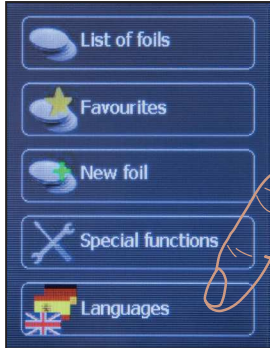 List of foils
Favourites
New foil
Special functions
Languages